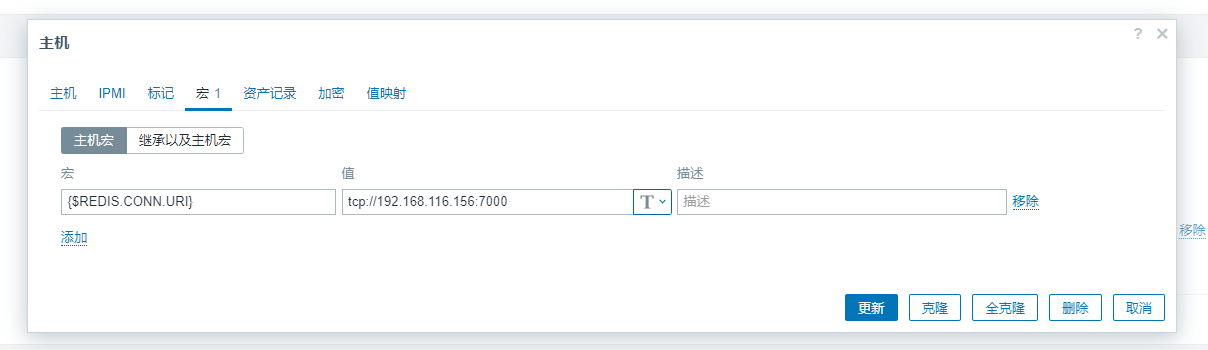 主机
? ×
主机 IPMI 标记 宏 1 资产记录 加密 值映射
主机宏 继承以及主机宏
宏 值 描述
{$REDIS.CONN.URI} tcp://192.168.116.156:7000 T 描述 移除
移除
添加
更新 克隆 全克隆 删除 取消